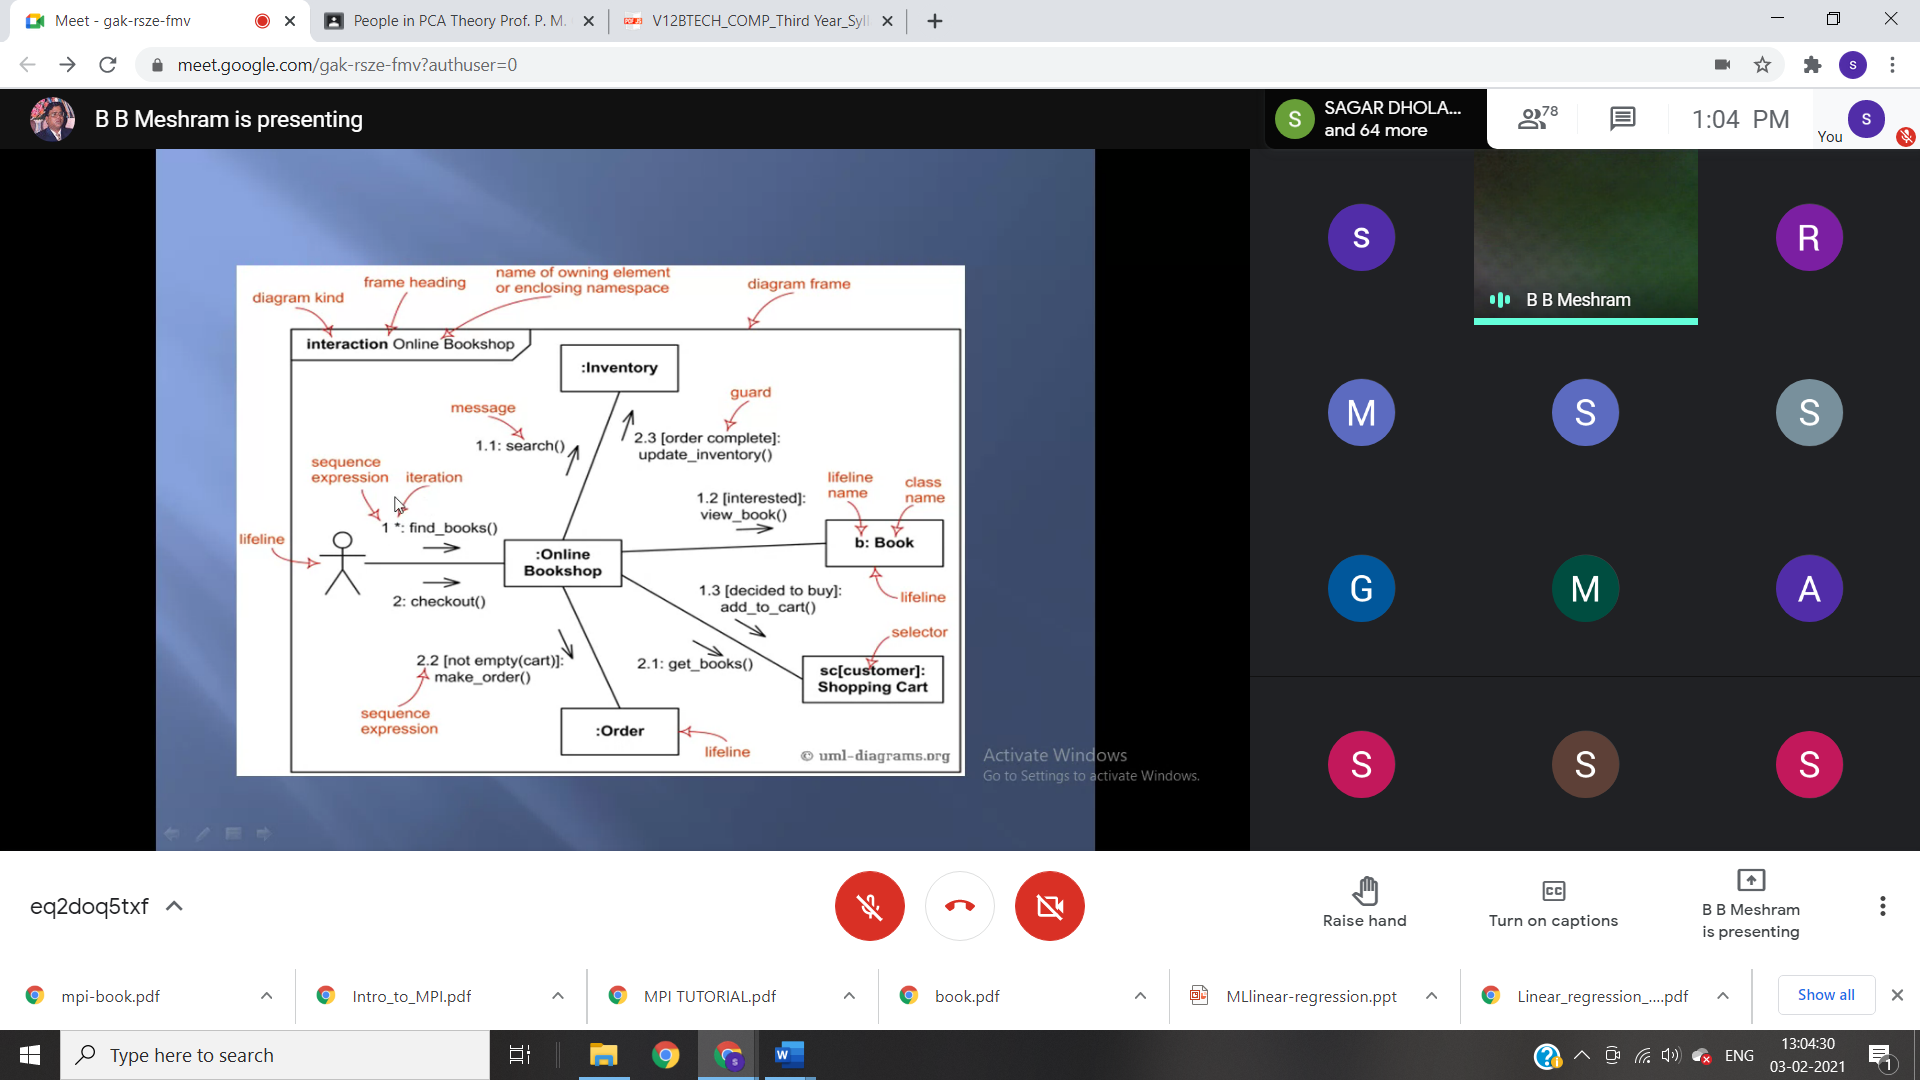 Meet - gak-rsze-fmv
People in PCA Theory Prof. P. M.
V12BTECH_COMP_Third Year_Syll
meet.google.com/gak-rsze-fmv?authuser=0
S
B B Meshram is presenting
S
SAGAR DHOLA...
and 64 more
78
1:04 PM
You
S
diagram kind
frame heading
name of owning element
or enclosing namespace
diagram frame
interaction Online Bookshop
:Inventory
message
guard
1.1: search()
2.3 [order complete]:
update_inventory()
sequence
expression
iteration
1.2 [interested]:
view_book()
lifeline
name
class
name
1 *: find_books()
lifeline
:Online
Bookshop
b: Book
2: checkout()
1.3 [decided to buy]:
add_to_cart()
lifeline
selector
2.2 [not empty(cart)]:
make_order()
2.1: get_books()
sc[customer]:
Shopping Cart
sequence
expression
:Order
lifeline
© uml-diagrams.org
Activate Windows
Go to Settings to activate Windows.
s
B B Meshram
R
M
S
S
G
M
A
S
S
S
eq2doq5txf
Raise hand
Turn on captions
B B Meshram
is presenting
mpi-book.pdf
Intro_to_MPI.pdf
MPI TUTORIAL.pdf
book.pdf
MLlinear-regression.ppt
Linear_regression_....pdf
Show all
Type here to search
ENG
13:04:30
03-02-2021
1